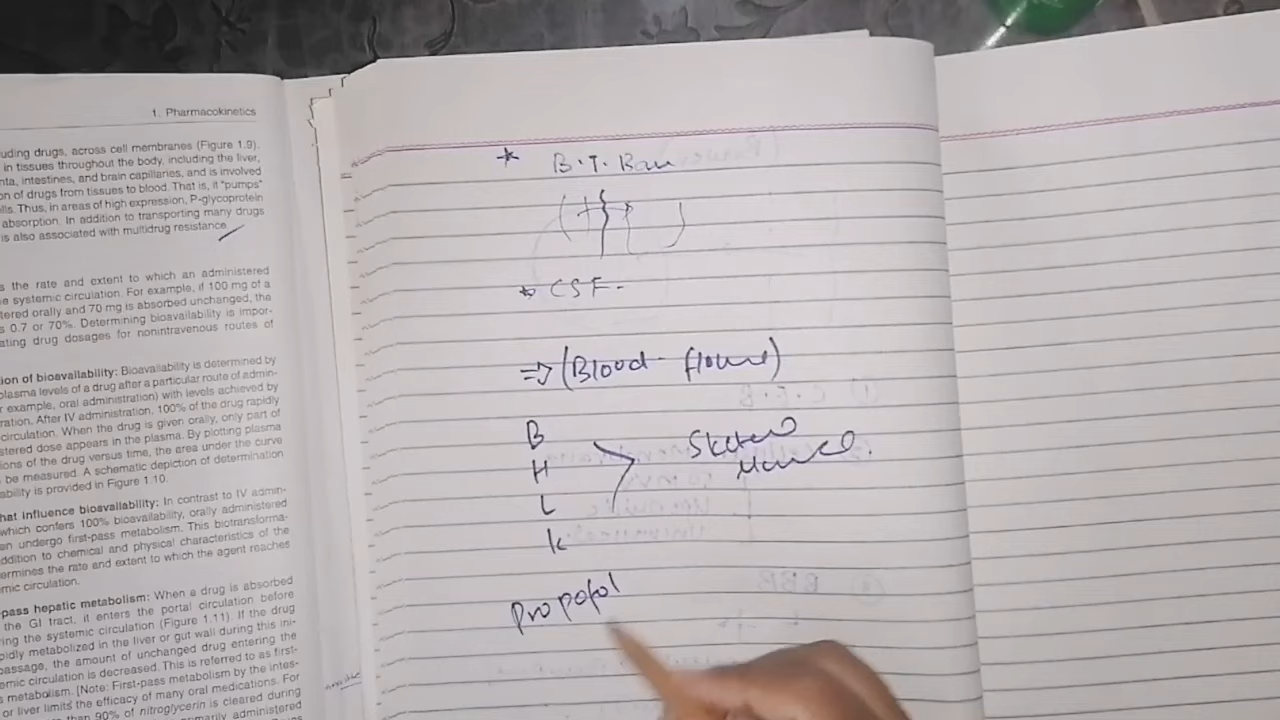 1. Pharmacokinetics
uding drugs, across cell membranes (Figure 1.9).
in tissues throughout the body, including the liver,
nta, intestines, and brain capillaries, and is involved
on of drugs from tissues to blood. That is, it "pumps"
lls. Thus, in areas of high expression, P-glycoprotein
absorption. In addition to transporting many drugs
is also associated with multidrug resistance.
s the rate and extent to which an administered
e systemic circulation. For example, if 100 mg of a
tered orally and 70 mg is absorbed unchanged, the
s 0.7 or 70%. Determining bioavailability is impor-
ating drug dosages for nonintravenous routes of
ion of bioavailability: Bioavailability is determined by
plasma levels of a drug after a particular route of admin-
r example, oral administration) with levels achieved by
ration. After IV administration, 100% of the drug rapidly
circulation. When the drug is given orally, only part of
stered dose appears in the plasma. By plotting plasma
ions of the drug versus time, the area under the curve
be measured. A schematic depiction of determination
ability is provided in Figure 1.10.
hat influence bioavailability: In contrast to IV admin-
which confers 100% bioavailability, orally administered
en undergo first-pass metabolism. This biotransforma-
ddition to chemical and physical characteristics of the
ermines the rate and extent to which the agent reaches
emic circulation.
-pass hepatic metabolism: When a drug is absorbed
the GI tract, it enters the portal circulation before
ing the systemic circulation (Figure 1.11). If the drug
pidly metabolized in the liver or gut wall during this ini-
passage, the amount of unchanged drug entering the
emic circulation is decreased. This is referred to as first-
metabolism. [Note: First-pass metabolism by the intes-
or liver limits the efficacy of many oral medications. For
than 90% of nitroglycerin is cleared during
primarily administered
* B.T. Barr
* CSF.
⇒ (Blood flowe)
B
H
L
K
Propofol